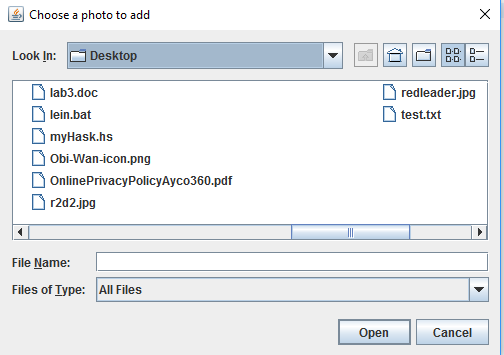 Choose a photo to add
Look In: Desktop
lab3.doc
lein.bat
myHask.hs
Obi-Wan-icon.png
OnlinePrivacyPolicyAyco360.pdf
r2d2.jpg
redleader.jpg
test.txt
File Name:
Files of Type: All Files
Open Cancel